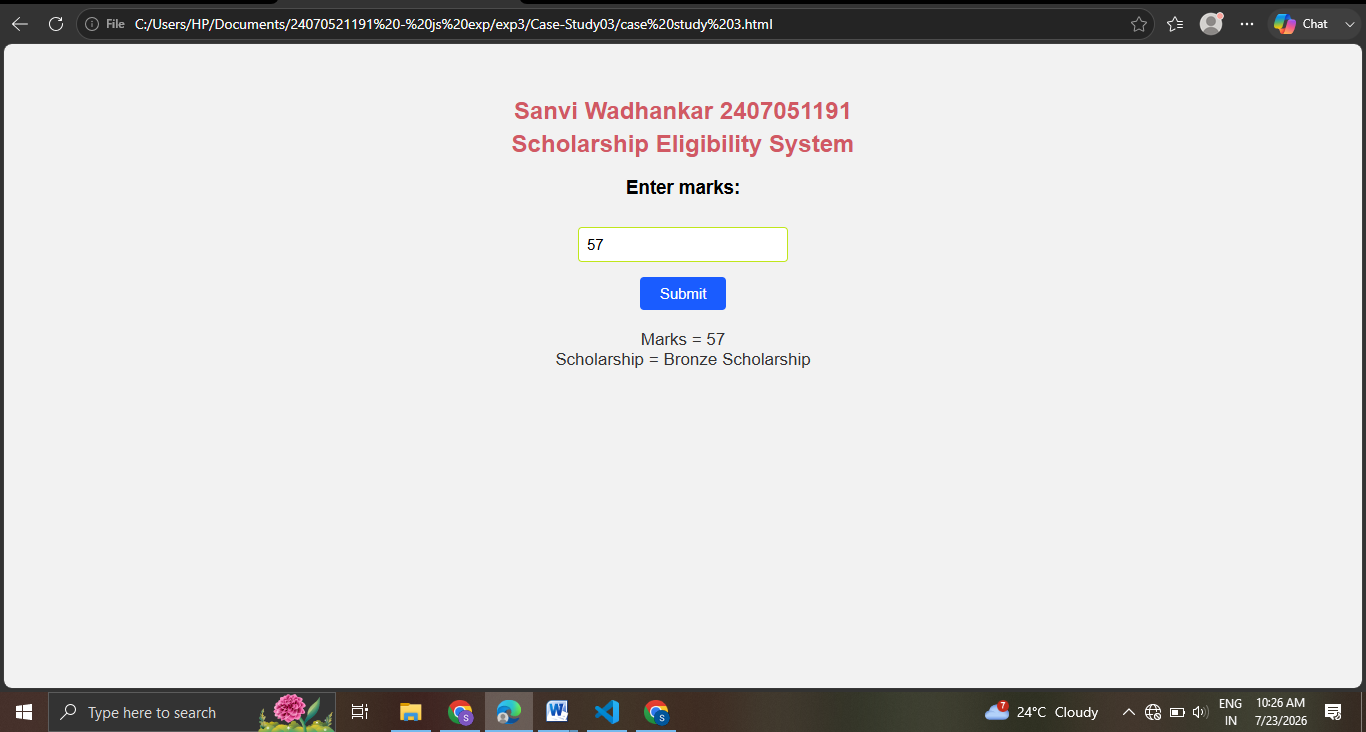 File C:/Users/HP/Documents/24070521191%20-%20js%20exp/exp3/Case-Study03/case%20study%203.html
Chat
Sanvi Wadhankar 2407051191
Scholarship Eligibility System
Enter marks:
57
Submit
Marks = 57
Scholarship = Bronze Scholarship
Type here to search
S
W
S
7
24°C Cloudy
ENG
IN
10:26 AM
7/23/2026